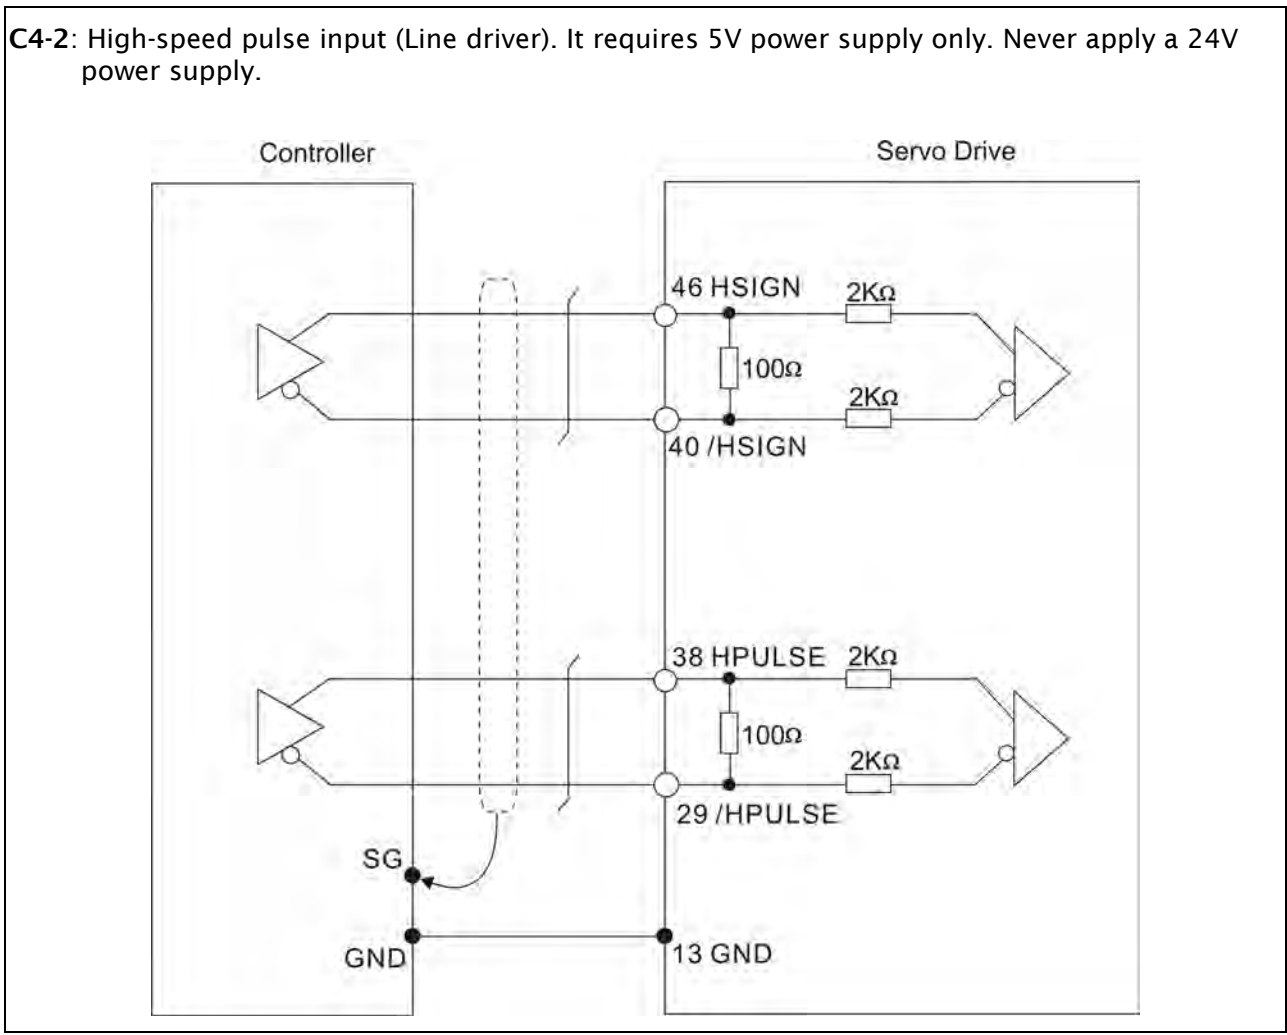 C4-2: High-speed pulse input (Line driver). It requires 5V power supply only. Never apply a 24V
power supply.
Controller
Servo Drive
46 HSIGN
2KΩ
100Ω
2KΩ
40 /HSIGN
38 HPULSE
2KΩ
100Ω
2KΩ
29 /HPULSE
SG
GND
13 GND